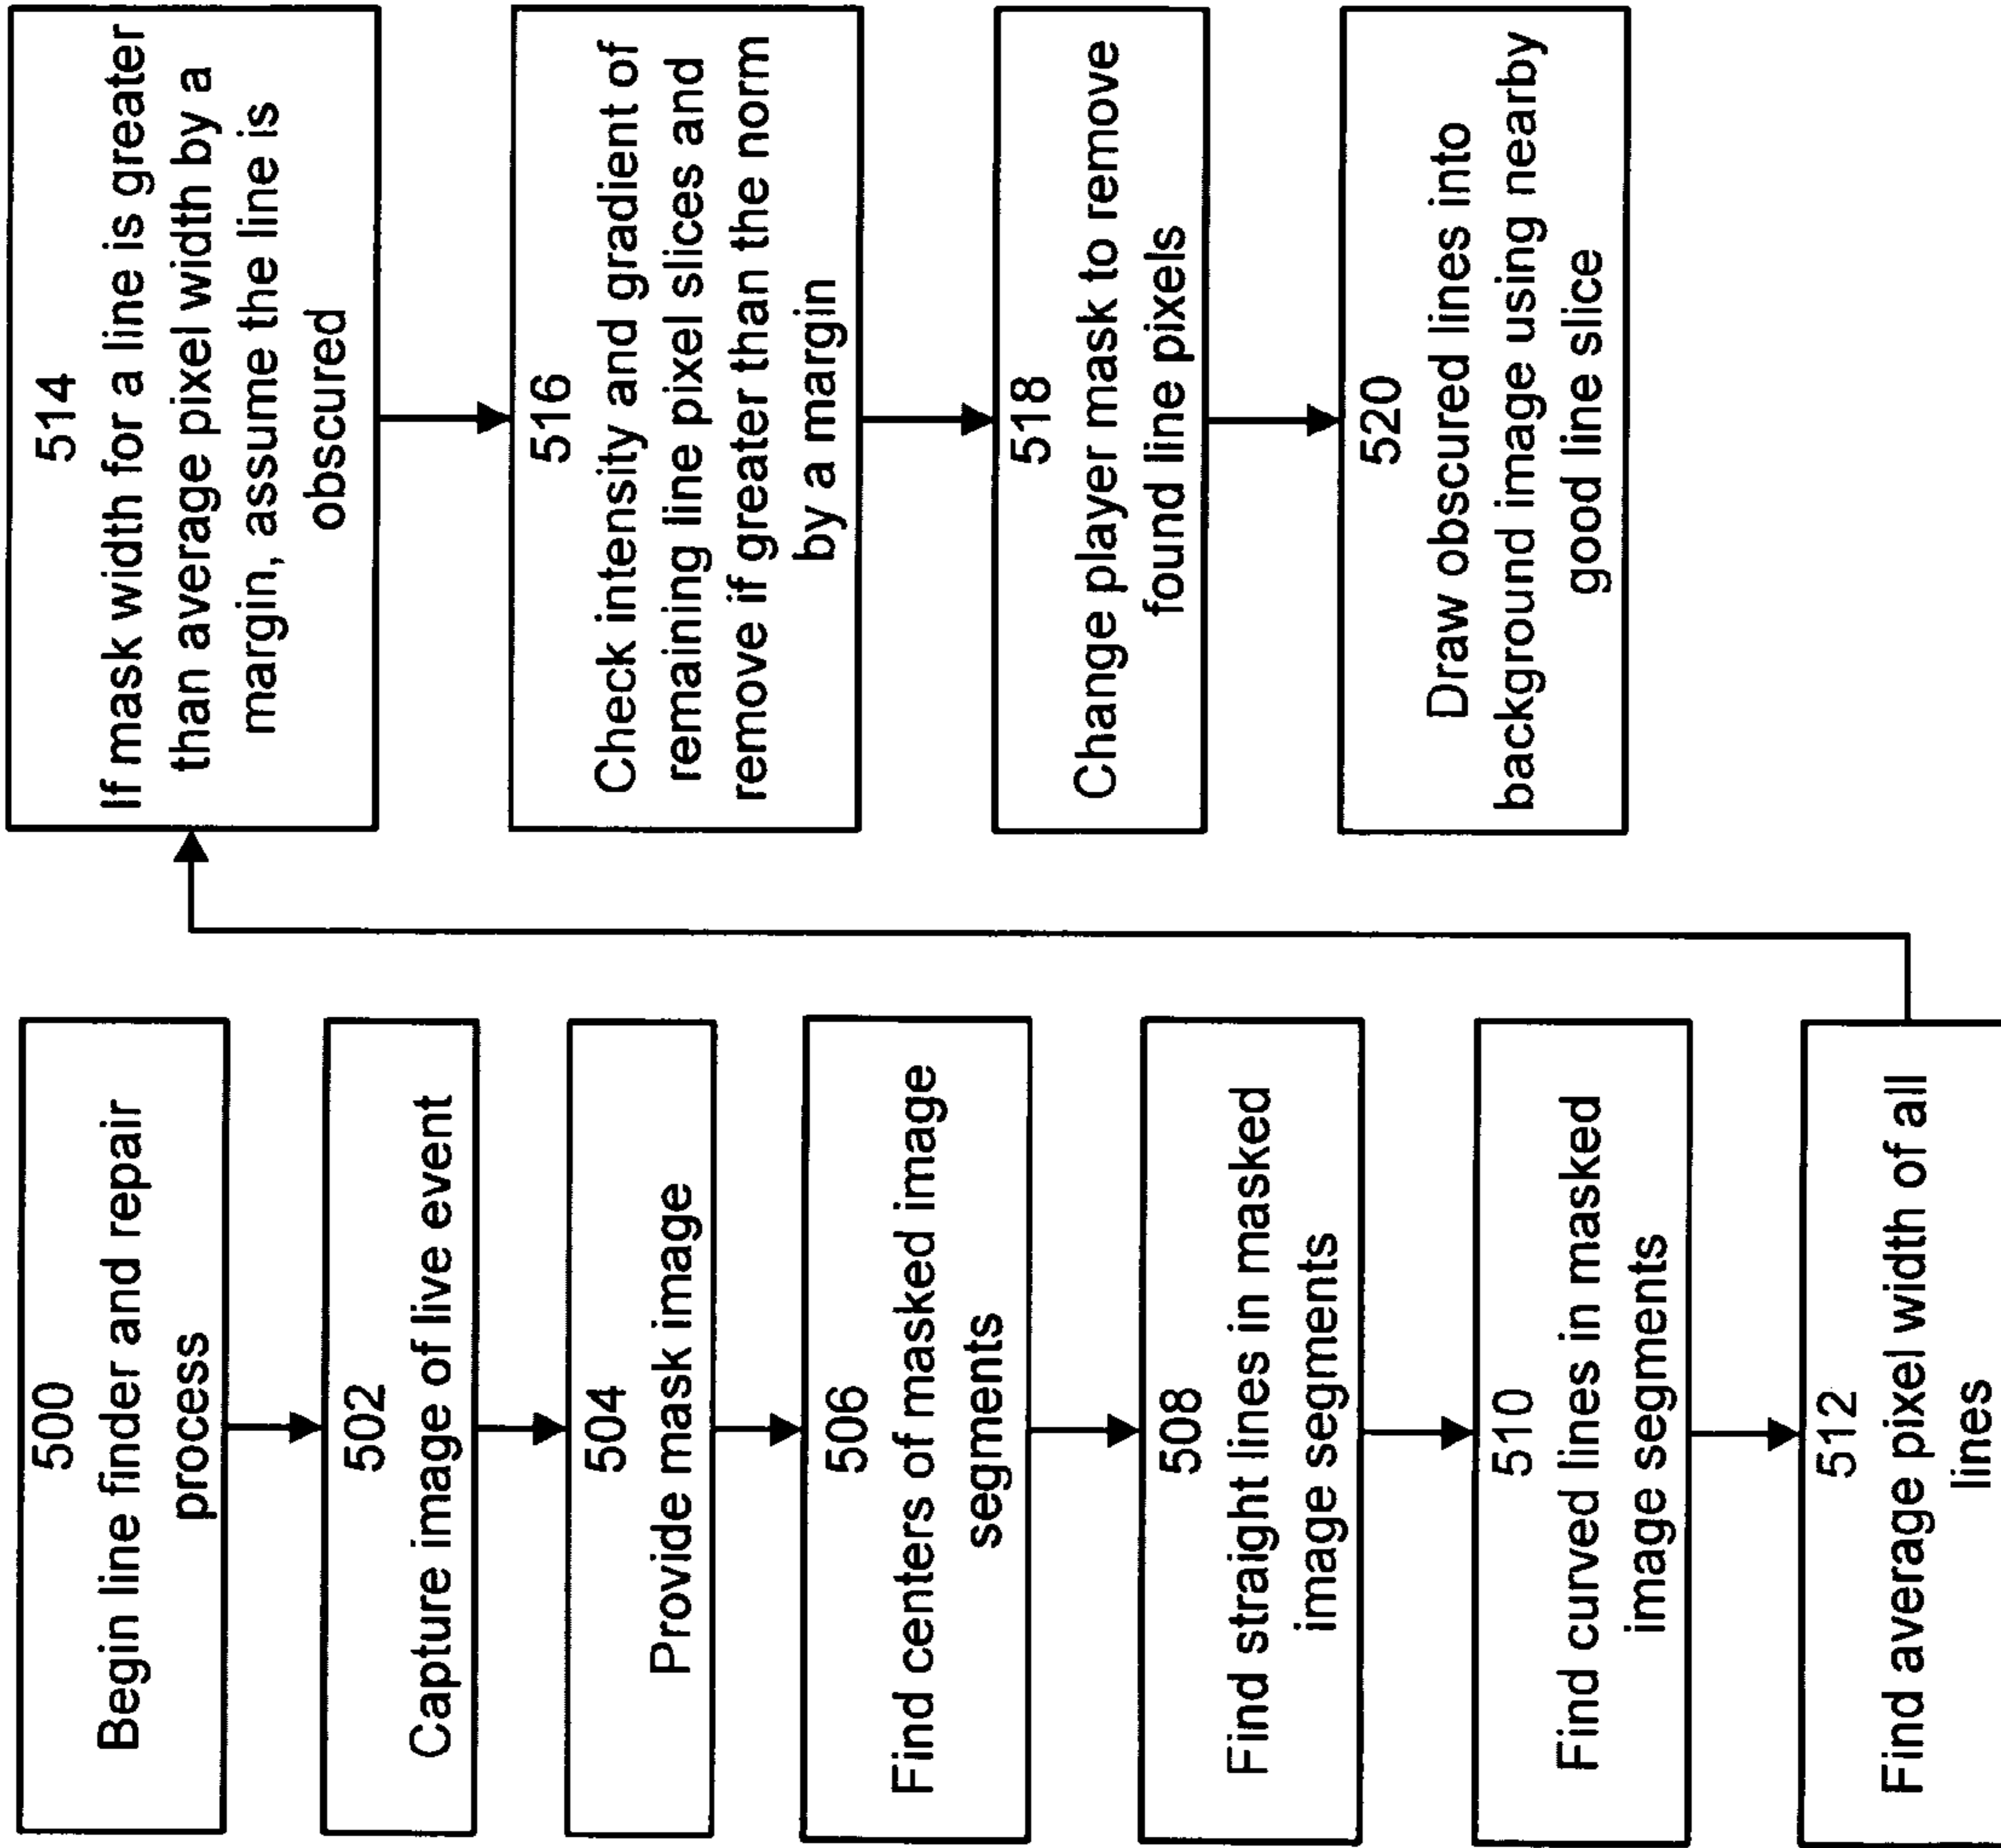 500
Begin line finder and repair
process
502
Capture image of live event
504
Provide mask image
506
Find centers of masked image
segments
508
Find straight lines in masked
image segments
510
Find curved lines in masked
image segments
512
Find average pixel width of all
lines
514
If mask width for a line is greater
than average pixel width by a
margin, assume the line is
obscured
516
Check intensity and gradient of
remaining line pixel slices and
remove if greater than the norm
by a margin
518
Change player mask to remove
found line pixels
520
Draw obscured lines into
background image using nearby
good line slice